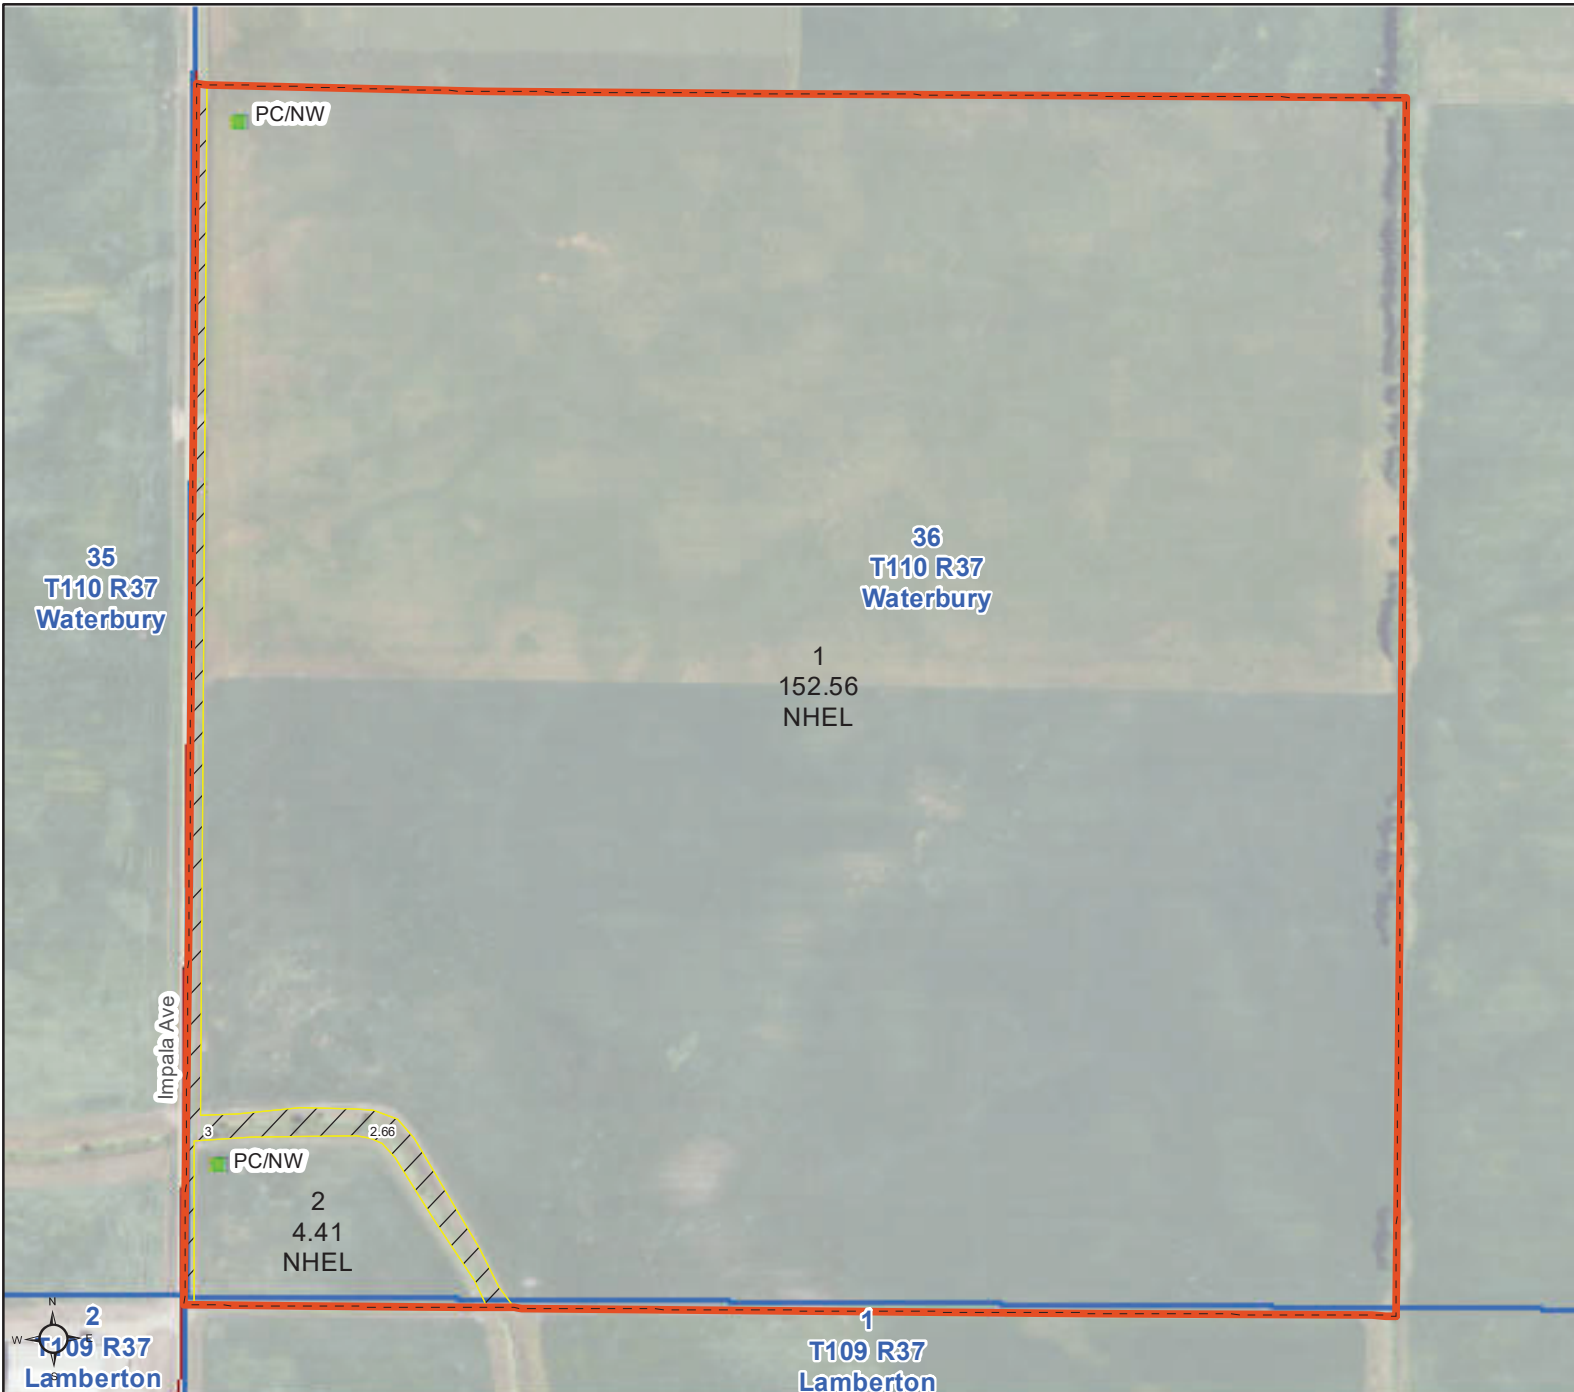 PC/NW
35
T110 R37
Waterbury
36
T110 R37
Waterbury
1
152.56
NHEL
Impala Ave
3
2.66
PC/NW
2
4.41
NHEL
N
W
E
S
2
T109 R37
Lamberton
1
T109 R37
Lamberton